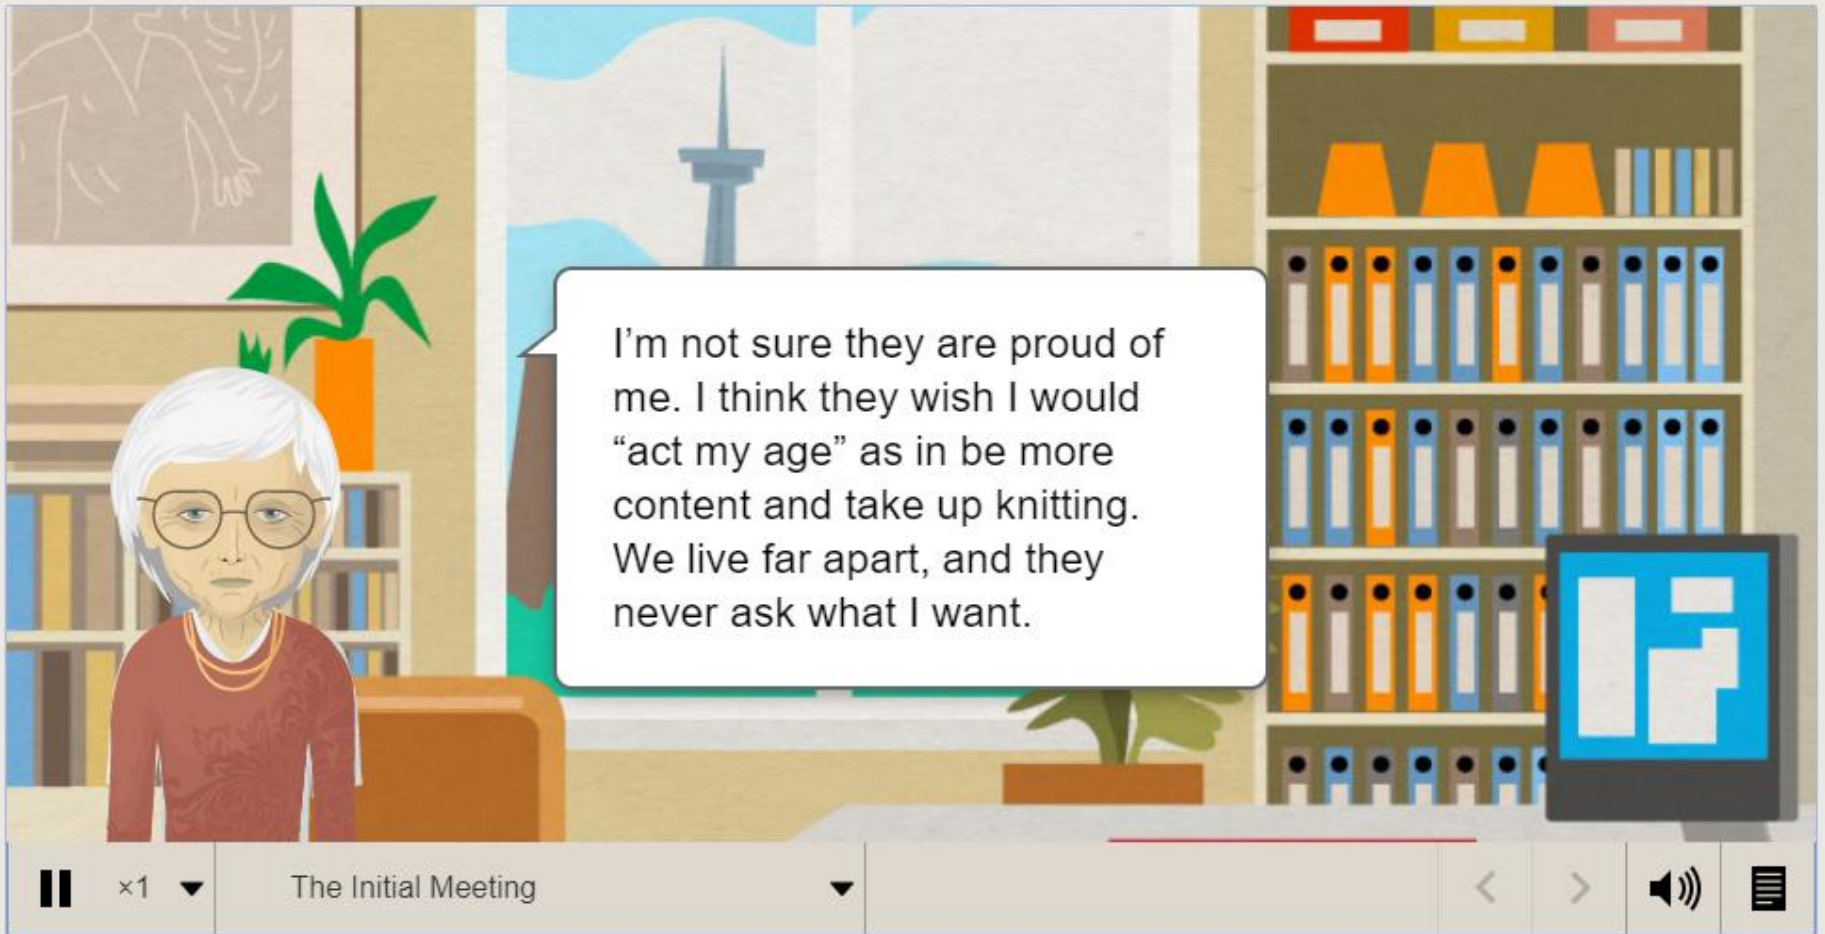 I’m not sure they are proud of
me. I think they wish I would
“act my age” as in be more
content and take up knitting.
We live far apart, and they
never ask what I want.
×1
The Initial Meeting